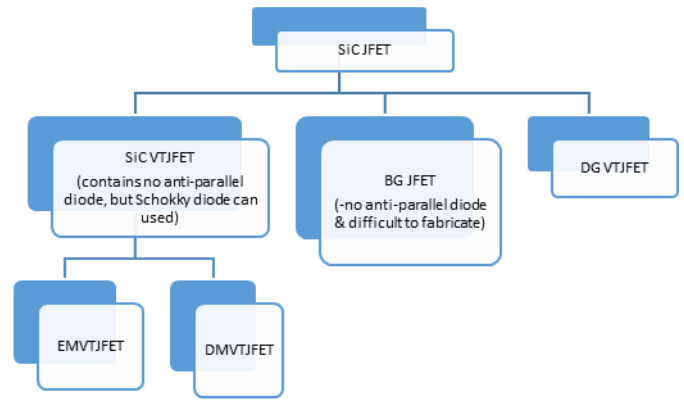 SiC JFET
SiC VTJFET
(contains no anti-parallel
diode, but Schokky diode can
used)
BG JFET
(-no anti-parallel diode
& difficult to fabricate)
DG VTJFET
EMVTJFET
DMVTJFET